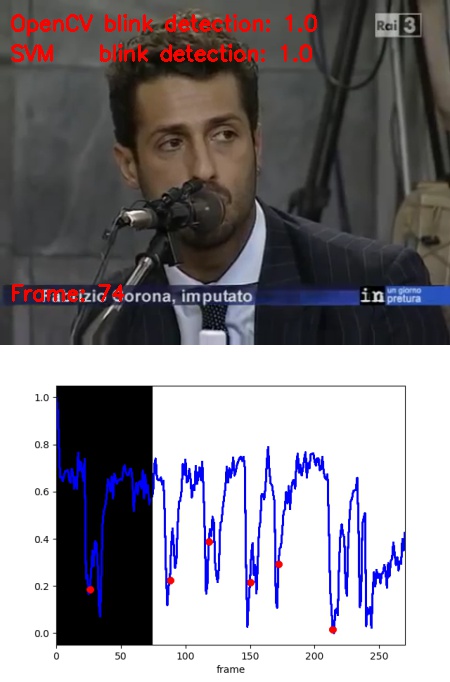 OpenCV blink detection: 1.0
SVM blink detection: 1.0
Rai 3
Frame: 74
Fabrizio Corona, imputato
in un giorno
pretura
1.0
0.8
0.6
0.4
0.2
0.0
0 50 100 150 200 250
frame